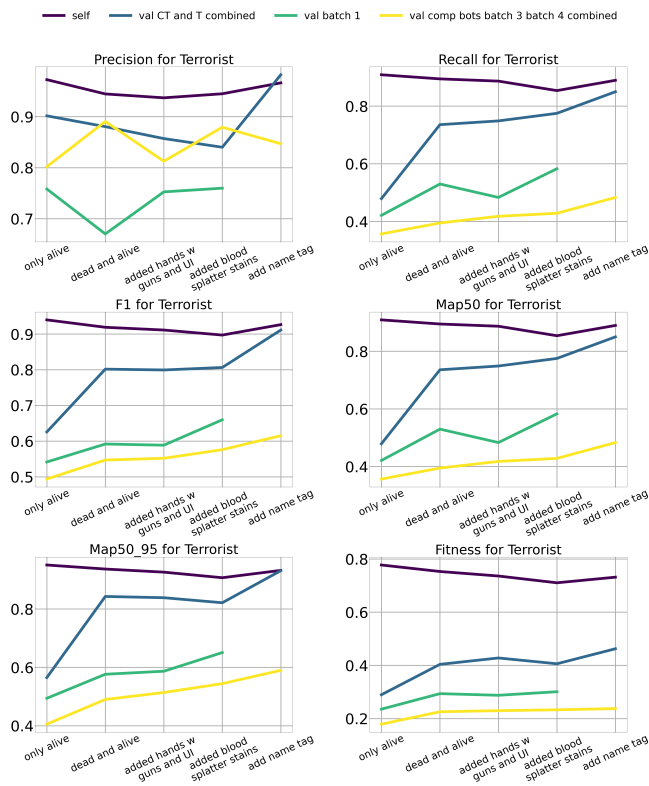 self
val CT and T combined
val batch 1
val comp bots batch 3 batch 4 combined
Precision for Terrorist
0.9
0.8
0.7
only alive
dead and alive
added hands w
guns and UI
added blood
splatter stains
add name tag
Recall for Terrorist
0.8
0.6
0.4
only alive
dead and alive
added hands w
guns and UI
added blood
splatter stains
add name tag
F1 for Terrorist
0.9
0.8
0.7
0.6
0.5
only alive
dead and alive
added hands w
guns and UI
added blood
splatter stains
add name tag
Map50 for Terrorist
0.8
0.6
0.4
only alive
dead and alive
added hands w
guns and UI
added blood
splatter stains
add name tag
Map50_95 for Terrorist
0.8
0.6
0.4
only alive
dead and alive
added hands w
guns and UI
added blood
splatter stains
add name tag
Fitness for Terrorist
0.8
0.6
0.4
0.2
only alive
dead and alive
added hands w
guns and UI
added blood
splatter stains
add name tag